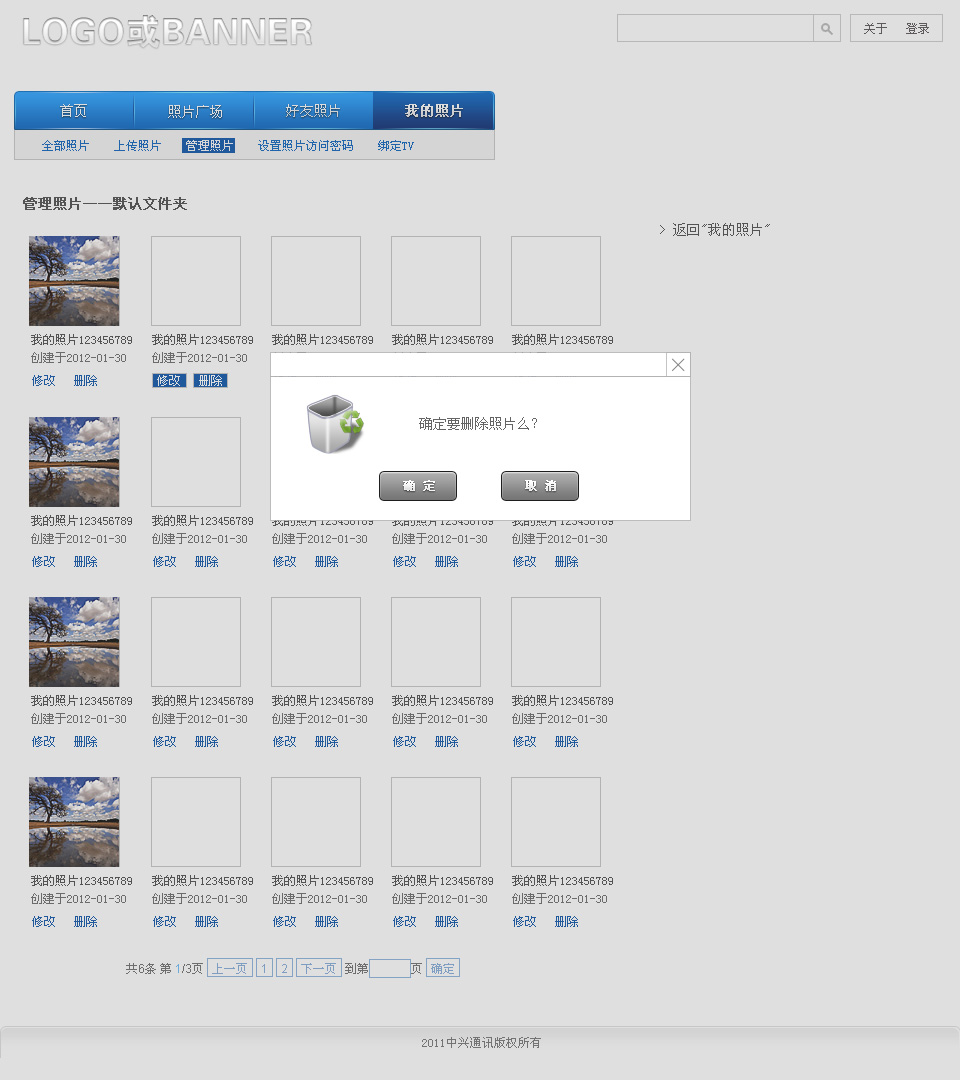 LOGO或BANNER
关于 登录
首页 照片广场 好友照片 我的照片
全部照片 上传照片 管理照片 设置照片访问密码 绑定TV
管理照片——默认文件夹
> 返回"我的照片"
我的照片123456789 我的照片123456789 我的照片123456789 我的照片123456789 我的照片123456789
创建于2012-01-30 创建于2012-01-30
修改 删除 修改 删除
确定要删除照片么?
确定 取消
我的照片123456789 我的照片123456789 我的照片123456789 我的照片123456789 我的照片123456789
创建于2012-01-30 创建于2012-01-30 创建于2012-01-30 创建于2012-01-30 创建于2012-01-30
修改 删除 修改 删除 修改 删除 修改 删除 修改 删除
我的照片123456789 我的照片123456789 我的照片123456789 我的照片123456789 我的照片123456789
创建于2012-01-30 创建于2012-01-30 创建于2012-01-30 创建于2012-01-30 创建于2012-01-30
修改 删除 修改 删除 修改 删除 修改 删除 修改 删除
我的照片123456789 我的照片123456789 我的照片123456789 我的照片123456789 我的照片123456789
创建于2012-01-30 创建于2012-01-30 创建于2012-01-30 创建于2012-01-30 创建于2012-01-30
修改 删除 修改 删除 修改 删除 修改 删除 修改 删除
共6条 第 1/3页 上一页 1 2 下一页 到第 页 确定
2011中兴通讯版权所有